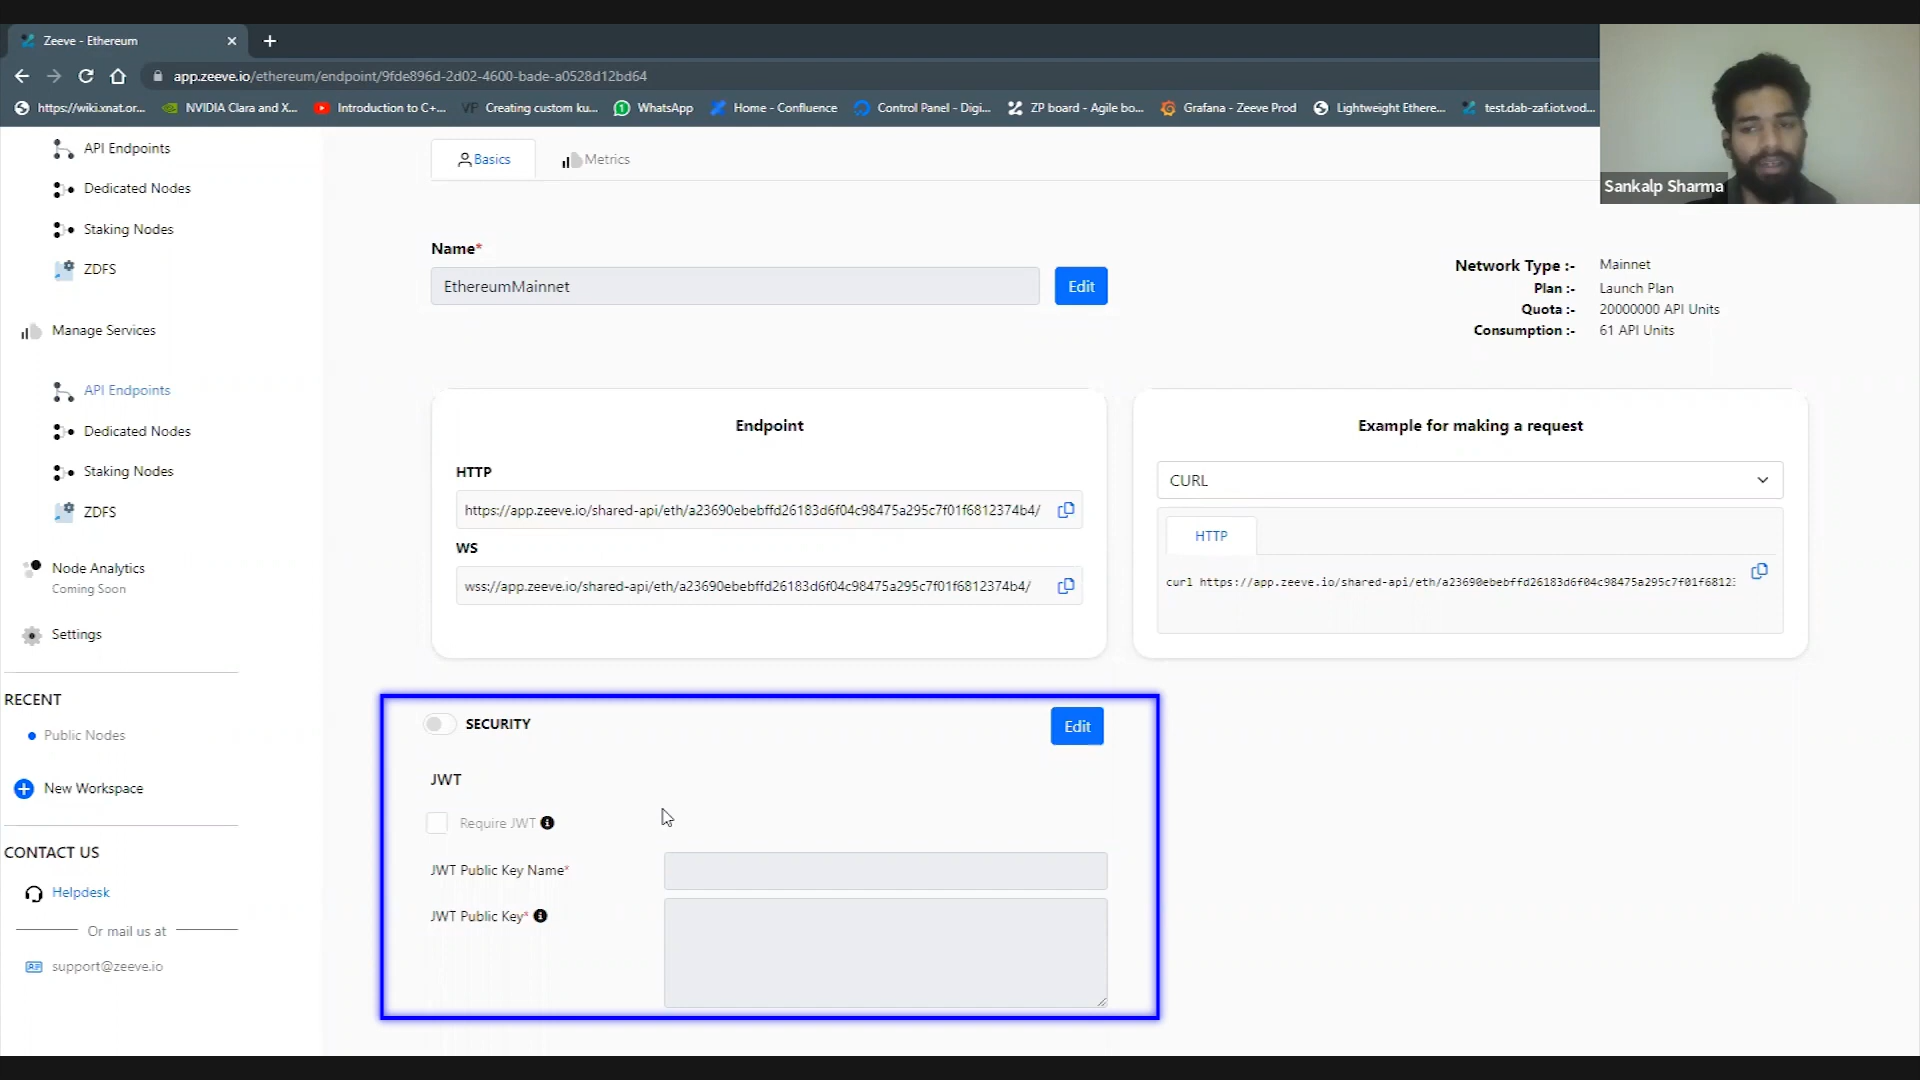 Zeeve - Ethereum
app.zeeve.io/ethereum/endpoint/9fde896d-2d02-4600-bade-a0528d12bd64
https://wiki.xnat.or... NVIDIA Clara and X... Introduction to C+-... Creating custom ku... WhatsApp Home - Confluence Control Panel - Digi... ZP board - Agile bo... Grafana - Zeeve Prod Lightweight Ethere... test.dab-zaf.iot.vod...
Sankalp Sharma
API Endpoints
Dedicated Nodes
Staking Nodes
ZDFS
Manage Services
API Endpoints
Dedicated Nodes
Staking Nodes
ZDFS
Node Analytics
Coming Soon
Settings
RECENT
Public Nodes
New Workspace
CONTACT US
Helpdesk
Or mail us at
support@zeeve.io
Basics Metrics
Name*
EthereumMainnet
Edit
Network Type :- Mainnet
Plan :- Launch Plan
Quota :- 20000000 API Units
Consumption :- 61 API Units
Endpoint
HTTP
https://app.zeeve.io/shared-api/eth/a23690ebebffd26183d6f04c98475a295c7f01f6812374b4/
WS
wss://app.zeeve.io/shared-api/eth/a23690ebebffd26183d6f04c98475a295c7f01f6812374b4/
Example for making a request
CURL
HTTP
curl https://app.zeeve.io/shared-api/eth/a23690ebebffd26183d6f04c98475a295c7f01f6812:
SECURITY
Edit
JWT
Require JWT
JWT Public Key Name*
JWT Public Key*